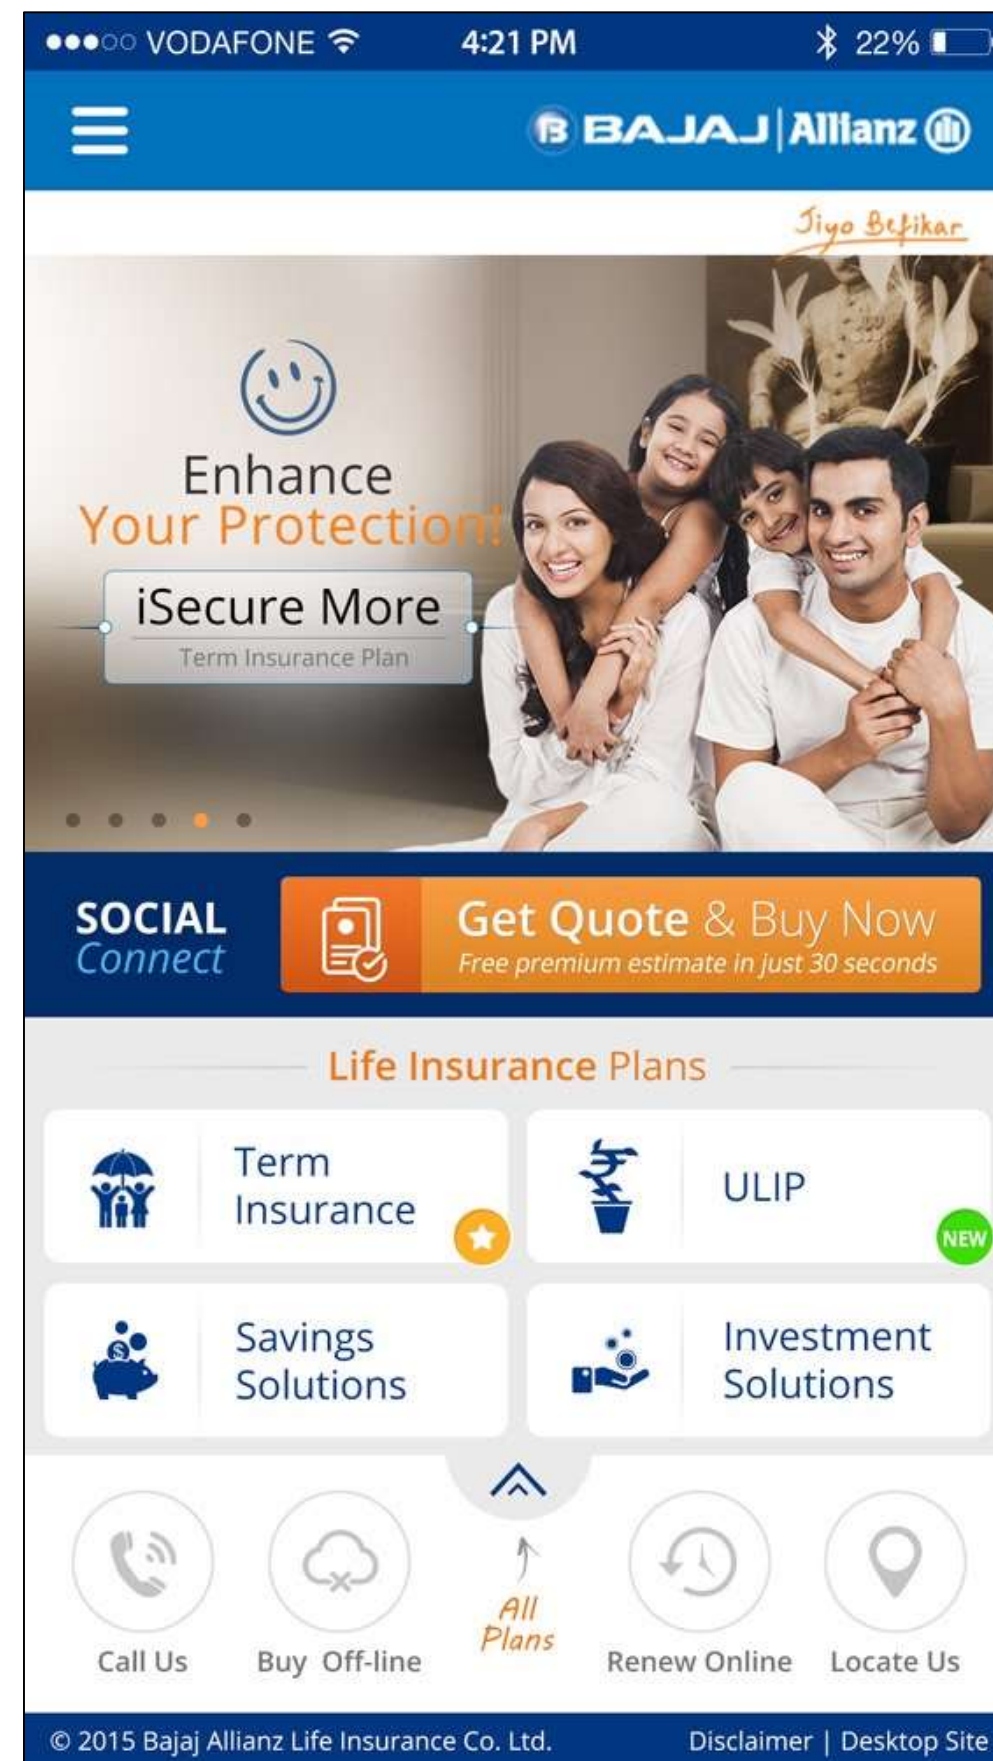 VODAFONE 4:21 PM 22%
B BAJAJ | Allianz
Jiyo Befikar
Enhance
Your Protection!
iSecure More
Term Insurance Plan
SOCIAL
Connect
Get Quote & Buy Now
Free premium estimate in just 30 seconds
Life Insurance Plans
Term
Insurance
ULIP
NEW
$
Savings
Solutions
Investment
Solutions
All
Plans
Call Us
Buy Off-line
Renew Online
Locate Us
© 2015 Bajaj Allianz Life Insurance Co. Ltd. Disclaimer | Desktop Site